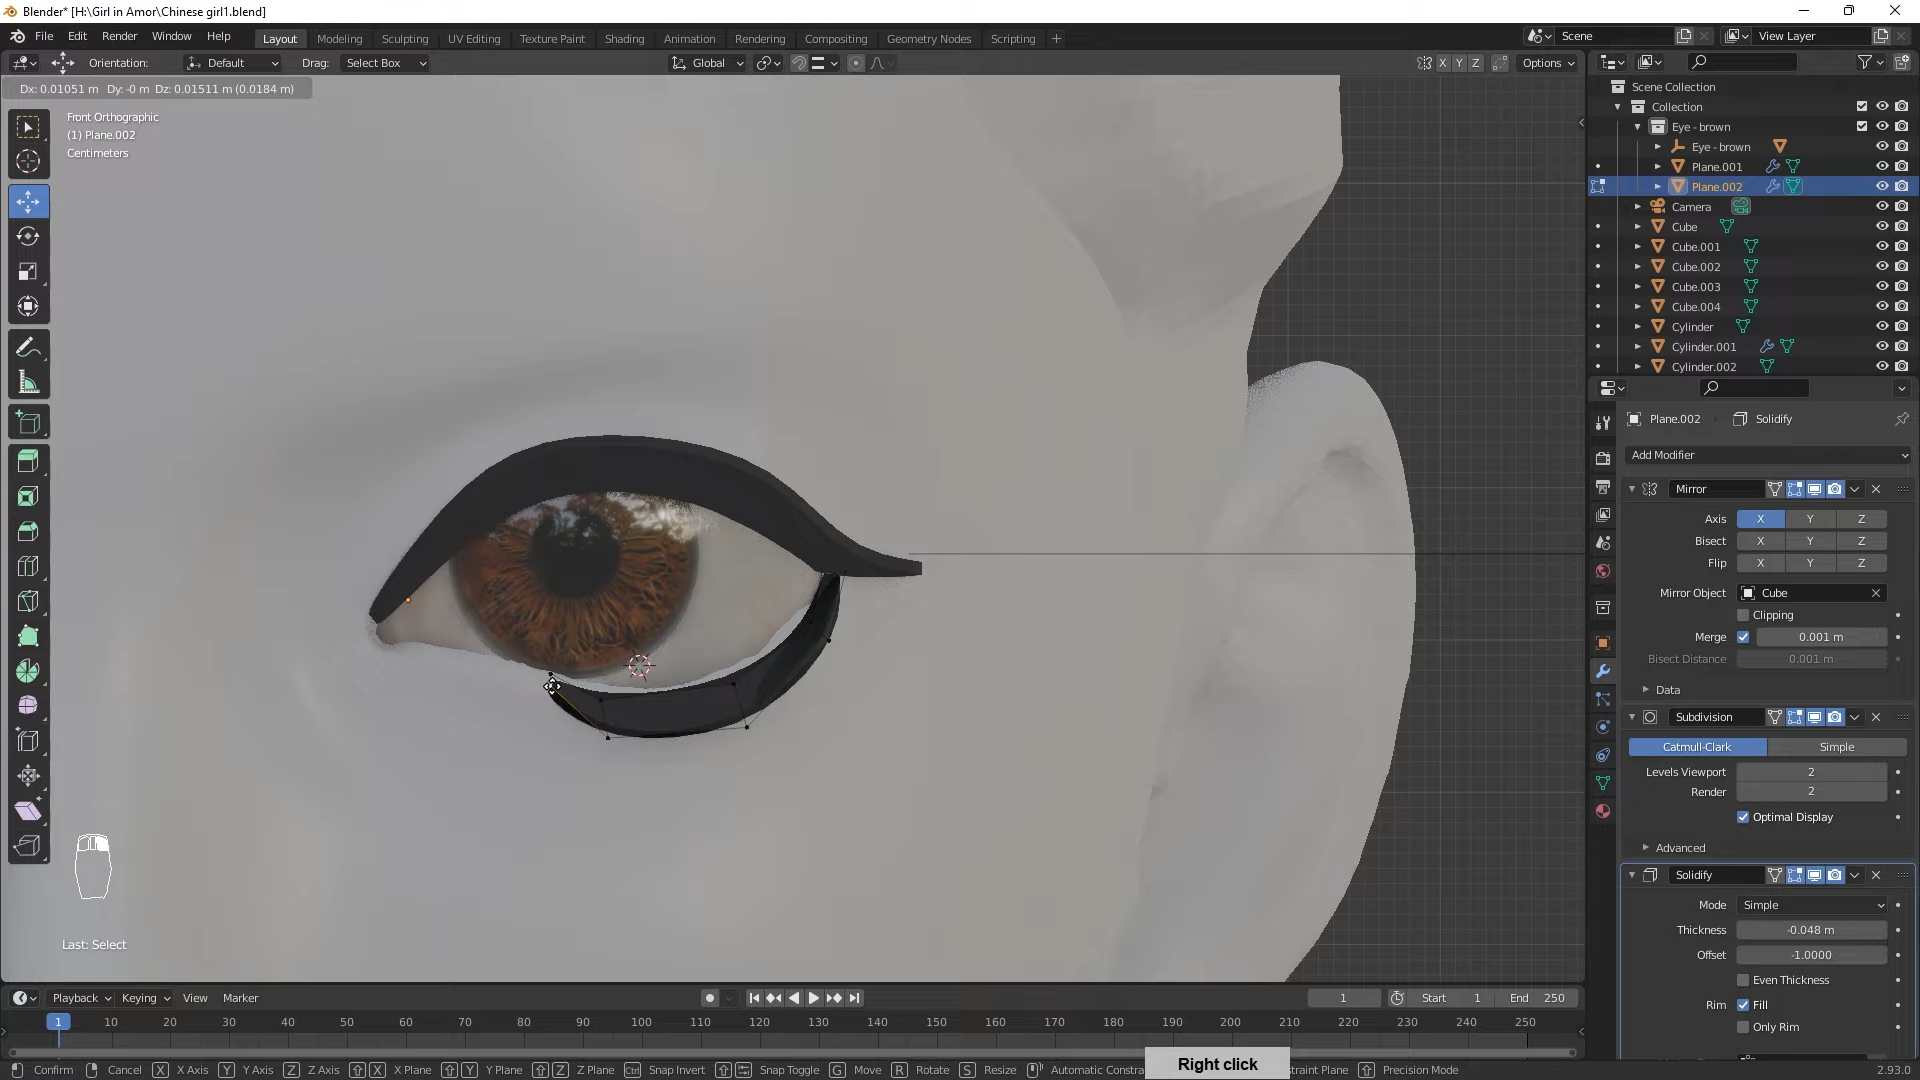 Blender* [H:\Girl in Amor\Chinese girl1.blend]
File Edit Render Window Help
Layout Modeling Sculpting UV Editing Texture Paint Shading Animation Rendering Compositing Geometry Nodes Scripting +
Scene View Layer
Orientation: Default Drag: Select Box Global X Y Z Options
Dx: 0.01051 m Dy: -0 m Dz: 0.01511 m (0.0184 m)
Front Orthographic
(1) Plane.002
Centimeters
Last: Select
Scene Collection
Collection
Eye - brown
Eye - brown
Plane.001
Plane.002
Camera
Cube
Cube.001
Cube.002
Cube.003
Cube.004
Cylinder
Cylinder.001
Cylinder.002
Plane.002 Solidify
Add Modifier
Mirror
Axis X Y Z
Bisect X Y Z
Flip X Y Z
Mirror Object Cube
Clipping
Merge 0.001 m
Bisect Distance 0.001 m
Data
Subdivision
Catmull-Clark Simple
Levels Viewport 2
Render 2
Optimal Display
Advanced
Solidify
Mode Simple
Thickness -0.048 m
Offset -1.0000
Even Thickness
Rim Fill
Only Rim
Playback Keying View Marker 1 Start 1 End 250
1 10 20 30 40 50 60 70 80 90 100 110 120 130 140 150 160 170 180 190 200 210 220 230 240 250
Right click
Confirm Cancel X X Axis Y Y Axis Z Z Axis X X Plane Y Y Plane Z Z Plane Ctrl Snap Invert Snap Toggle G Move R Rotate S Resize Automatic Constra straint Plane Precision Mode 2.93.0